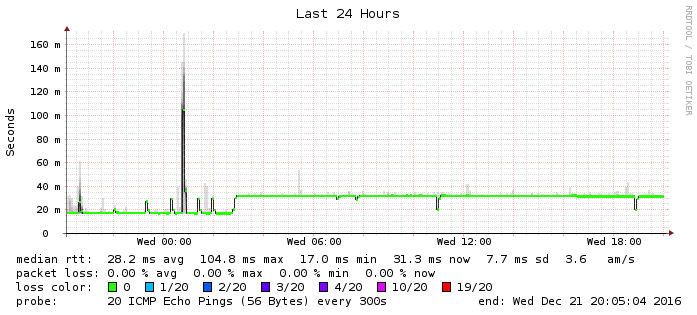 Last 24 Hours
RRDTOOL / TOBI OETIKER
Seconds
160 m
140 m
120 m
100 m
80 m
60 m
40 m
20 m
0
Wed 00:00 Wed 06:00 Wed 12:00 Wed 18:00
median rtt: 28.2 ms avg 104.8 ms max 17.0 ms min 31.3 ms now 7.7 ms sd 3.6 am/s
packet loss: 0.00 % avg 0.00 % max 0.00 % min 0.00 % now
loss color: 0 1/20 2/20 3/20 4/20 10/20 19/20
probe: 20 ICMP Echo Pings (56 Bytes) every 300s end: Wed Dec 21 20:05:04 2016